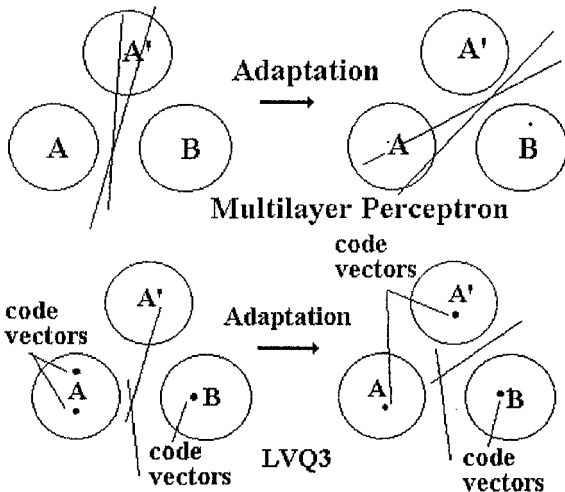 A'
A'
Adaptation
A
B
A
B
Multilayer Perceptron
code
vectors
A'
A'
code
vectors
Adaptation
A
B
A
B
code
vectors
LVQ3
code
vectors